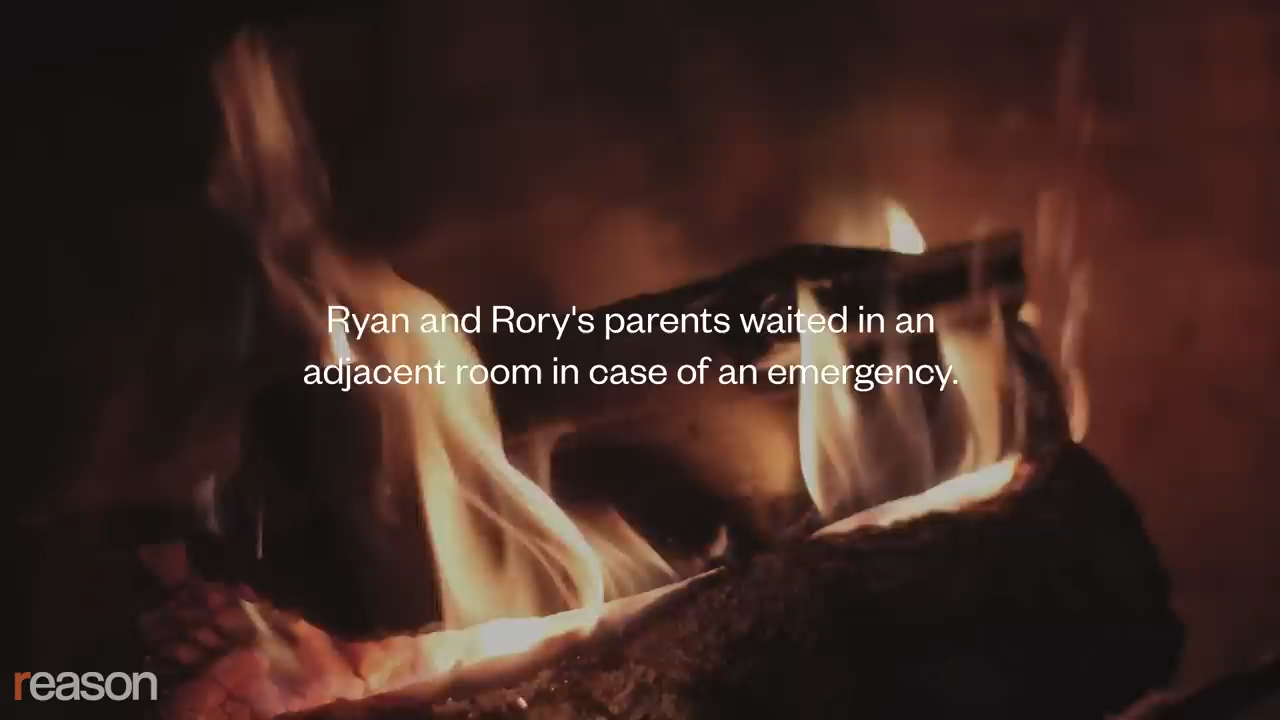 Ryan and Rory's parents waited in an
adjacent room in case of an emergency.
reason